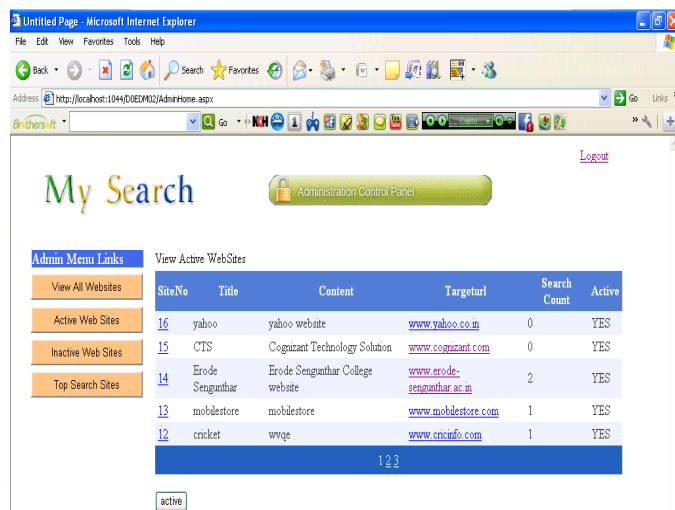 Untitled Page - Microsoft Internet Explorer
File Edit View Favorites Tools Help
Back Search Favorites
Address http://localhost:1044/D0EDM02/AdminHome.aspx Go Links
Brothersoft Go
Logout
My Search
Administration Control Panel
Admin Menu Links
View All Websites
Active Web Sites
Inactive Web Sites
Top Search Sites
View Active WebSites
SiteNo Title Content Targeturl Search Count Active
16 yahoo yahoo website www.yahoo.co.in 0 YES
15 CTS Cognizant Technology Solution www.cognizant.com 0 YES
14 Erode Sengunthar Erode Sengunthar College website www.erode-sengunthar.ac.in 2 YES
13 mobilestore mobilestore www.mobilestore.com 1 YES
12 cricket wvqe www.cricinfo.com 1 YES
1 2 3
active